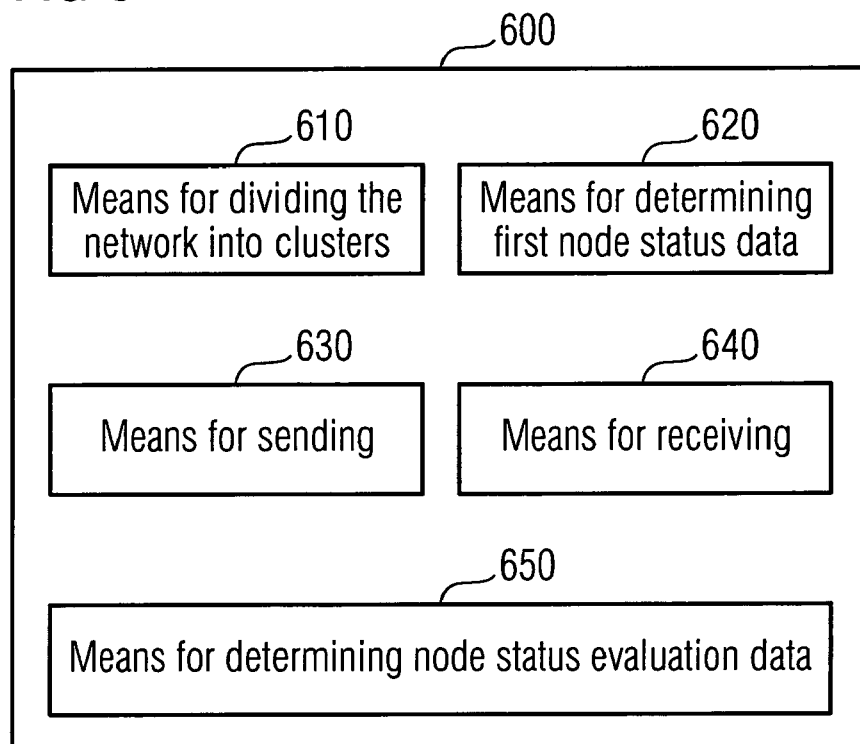 600
610
620
Means for dividing the
network into clusters
Means for determining
first node status data
630
640
Means for sending
Means for receiving
650
Means for determining node status evaluation data